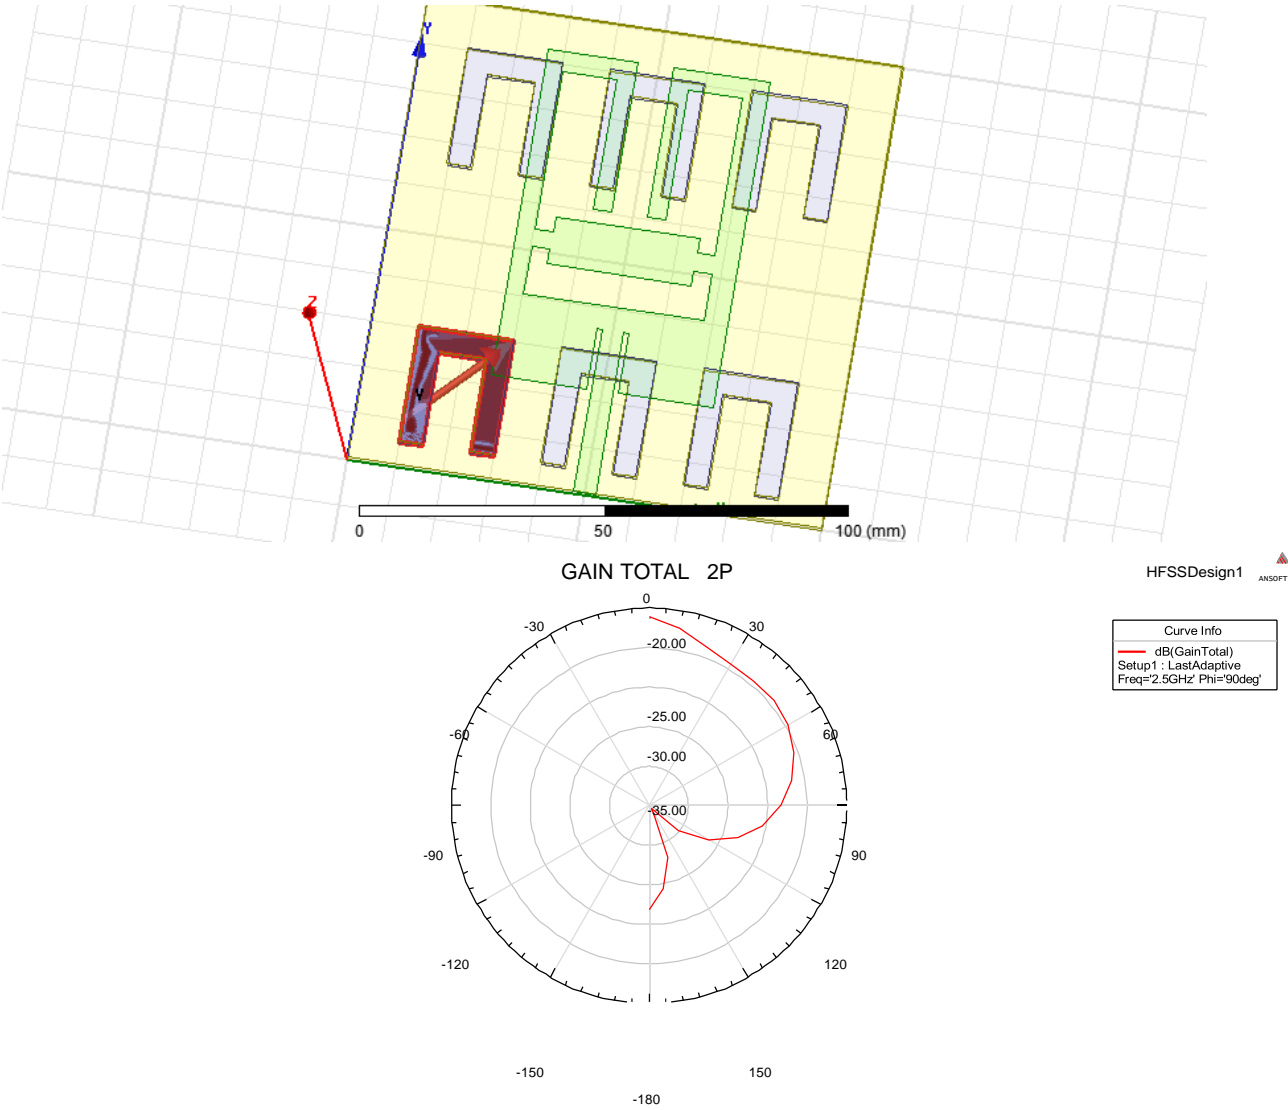 Y
Z
0
50
100 (mm)
GAIN TOTAL 2P
HFSSDesign1
ANSOFT
Curve Info
dB(GainTotal)
Setup1 : LastAdaptive
Freq='2.5GHz' Phi='90deg'
0
-30
30
-20.00
-25.00
-60
60
-30.00
-35.00
-90
90
-120
120
-150
150
-180